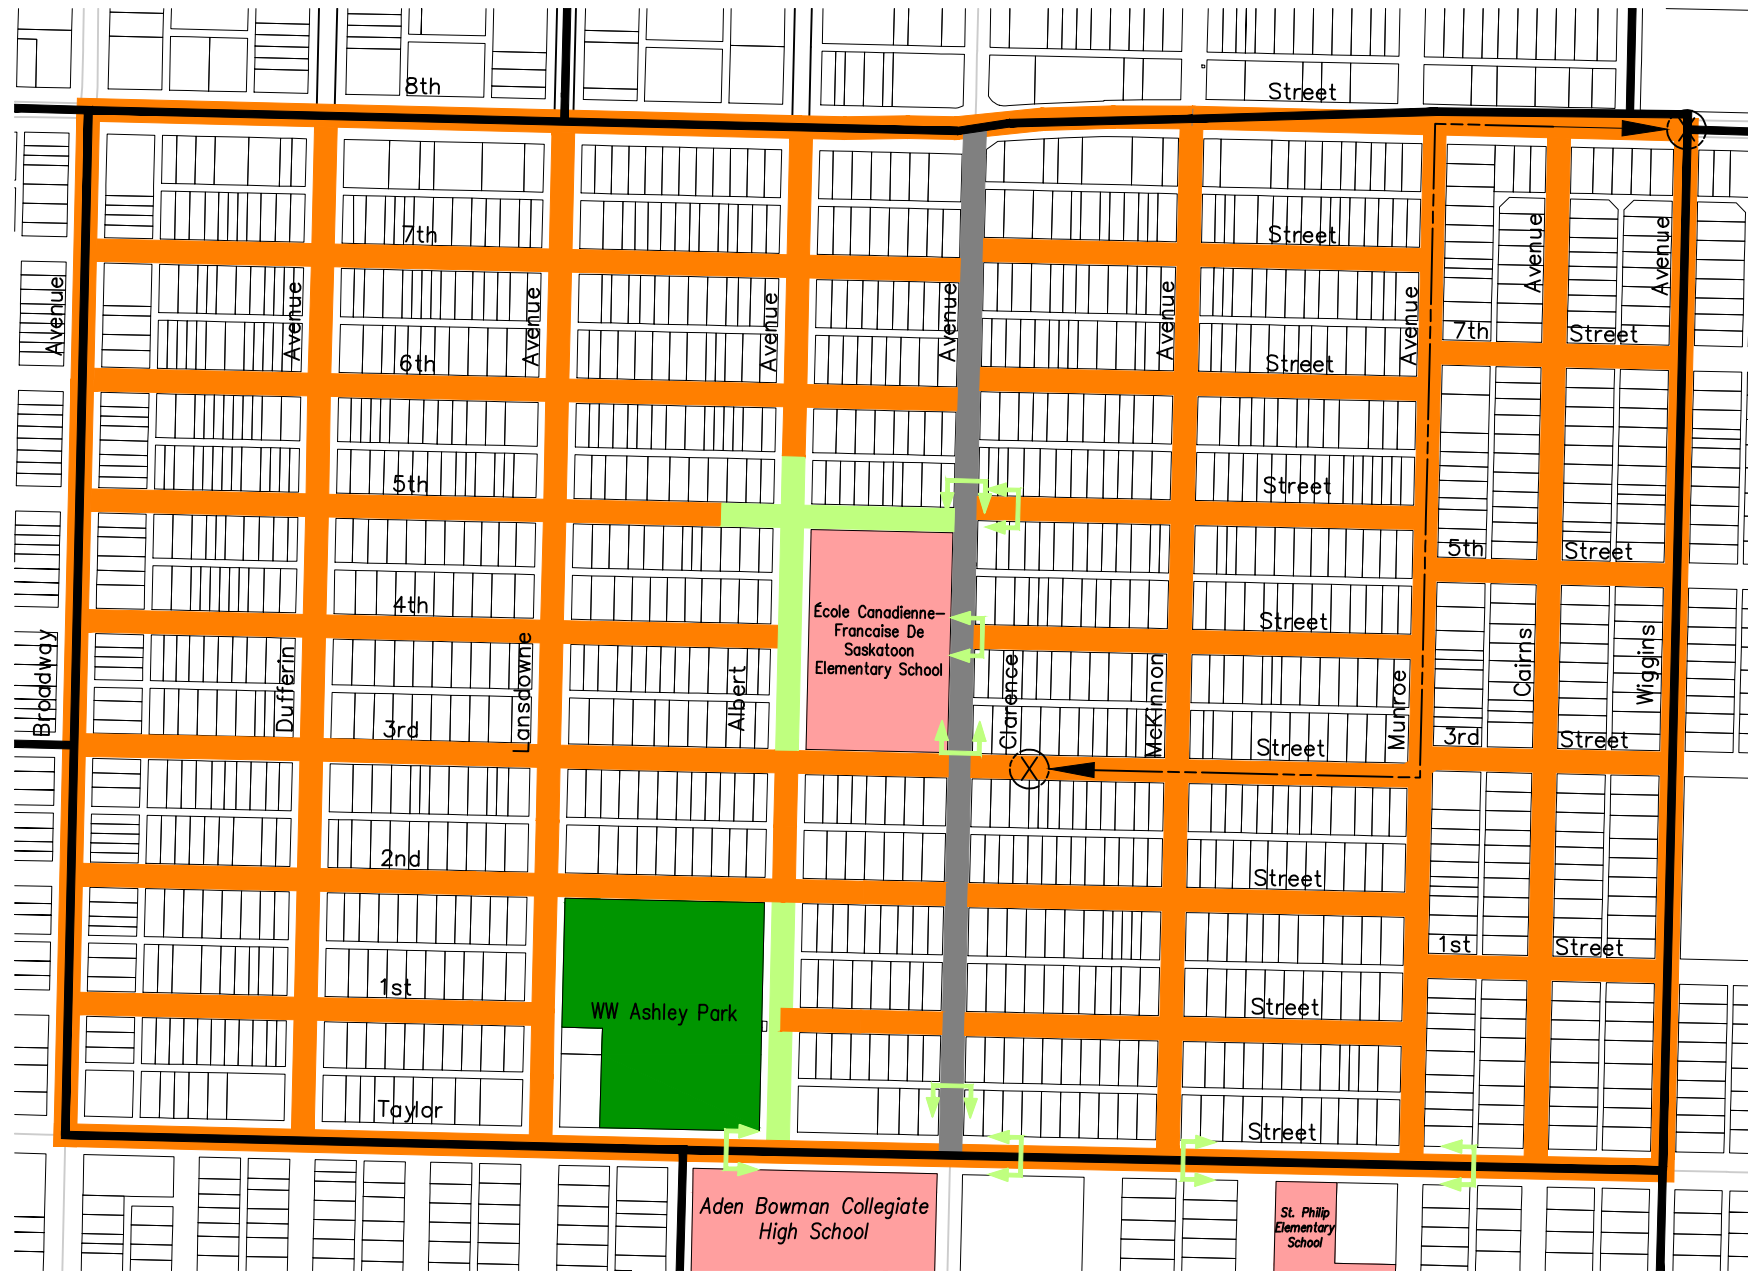 8th
Street
7th
Street
Avenue
Avenue
Avenue
Avenue
Avenue
Avenue
Avenue
Avenue
Avenue
Avenue
7th
Street
6th
Street
5th
Street
5th
Street
4th
Street
École Canadienne–
Francaise De
Saskatoon
Elementary School
Broadway
Dufferin
Lansdowne
Albert
Clarence
McKinnon
Munroe
Cairns
Wiggins
3rd
Street
3rd
Street
X
X
2nd
Street
1st
Street
WW Ashley Park
1st
Street
Taylor
Street
Aden Bowman Collegiate
High School
St. Philip
Elementary
School